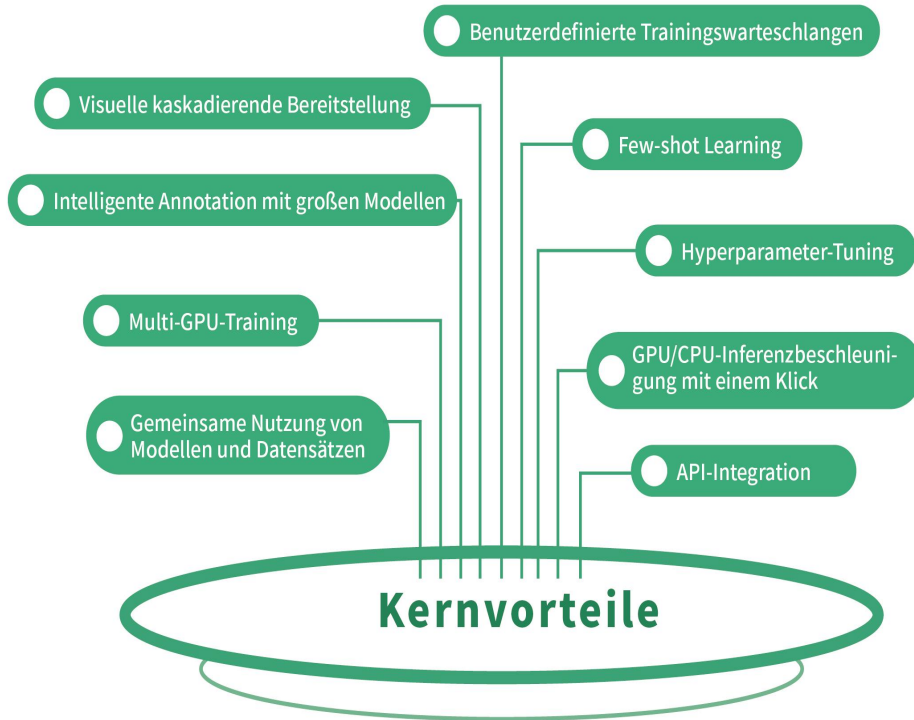 Benutzerdefinierte Trainingswarteschlangen
Visuelle kaskadierende Bereitstellung
Few-shot Learning
Intelligente Annotation mit großen Modellen
Hyperparameter-Tuning
Multi-GPU-Training
GPU/CPU-Inferenzbeschleuni-
gung mit einem Klick
Gemeinsame Nutzung von
Modellen und Datensätzen
API-Integration
Kernvorteile